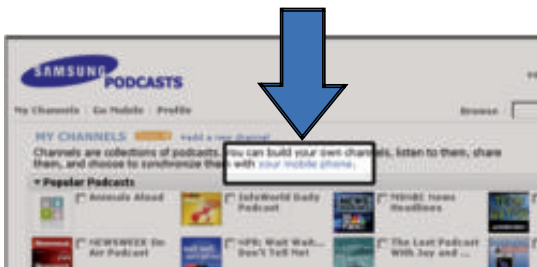 SAMSUNG
PODCASTS
My Channels Go Mobile Profile
Browse
MY CHANNELS +add a new channel
Channels are collections of podcasts. You can build your own channels, listen to them, share
them, and choose to synchronize them with your mobile phone.
Popular Podcasts
Animals Aloud
InfoWorld Daily
Podcast
MSNBC News
Headlines
NEWSWEEK On
Air Podcast
NPR: Wait Wait...
Don't Tell Me!
The Lost Podcast
With Jay and ...